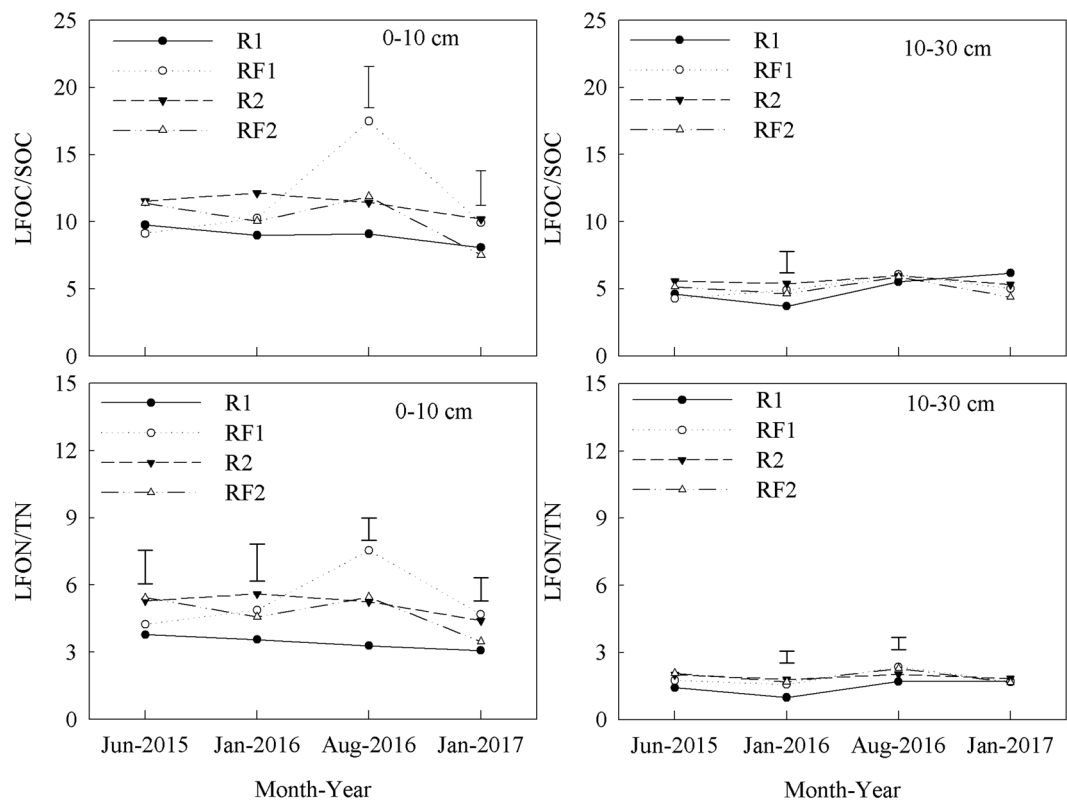 25
20
15
10
5
0
LFOC/SOC
R1
RF1
R2
RF2
0-10 cm
25
20
15
10
5
0
LFOC/SOC
R1
RF1
R2
RF2
10-30 cm
15
12
9
6
3
0
LFON/TN
R1
RF1
R2
RF2
0-10 cm
Jun-2015 Jan-2016 Aug-2016 Jan-2017
Month-Year
15
12
9
6
3
0
LFON/TN
R1
RF1
R2
RF2
10-30 cm
Jun-2015 Jan-2016 Aug-2016 Jan-2017
Month-Year